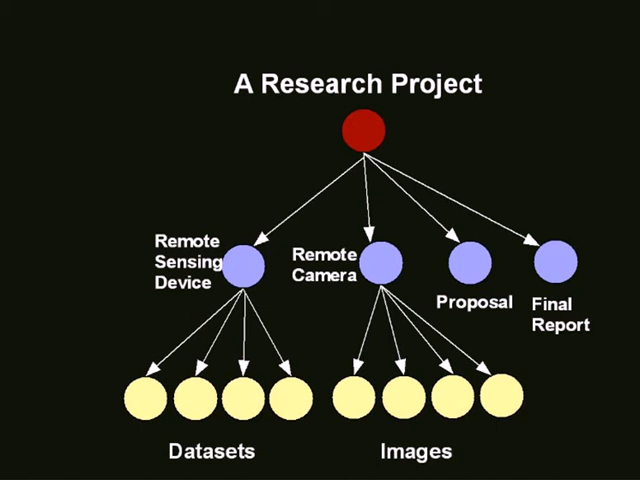 A Research Project
Remote
Sensing
Device
Remote
Camera
Proposal
Final
Report
Datasets
Images